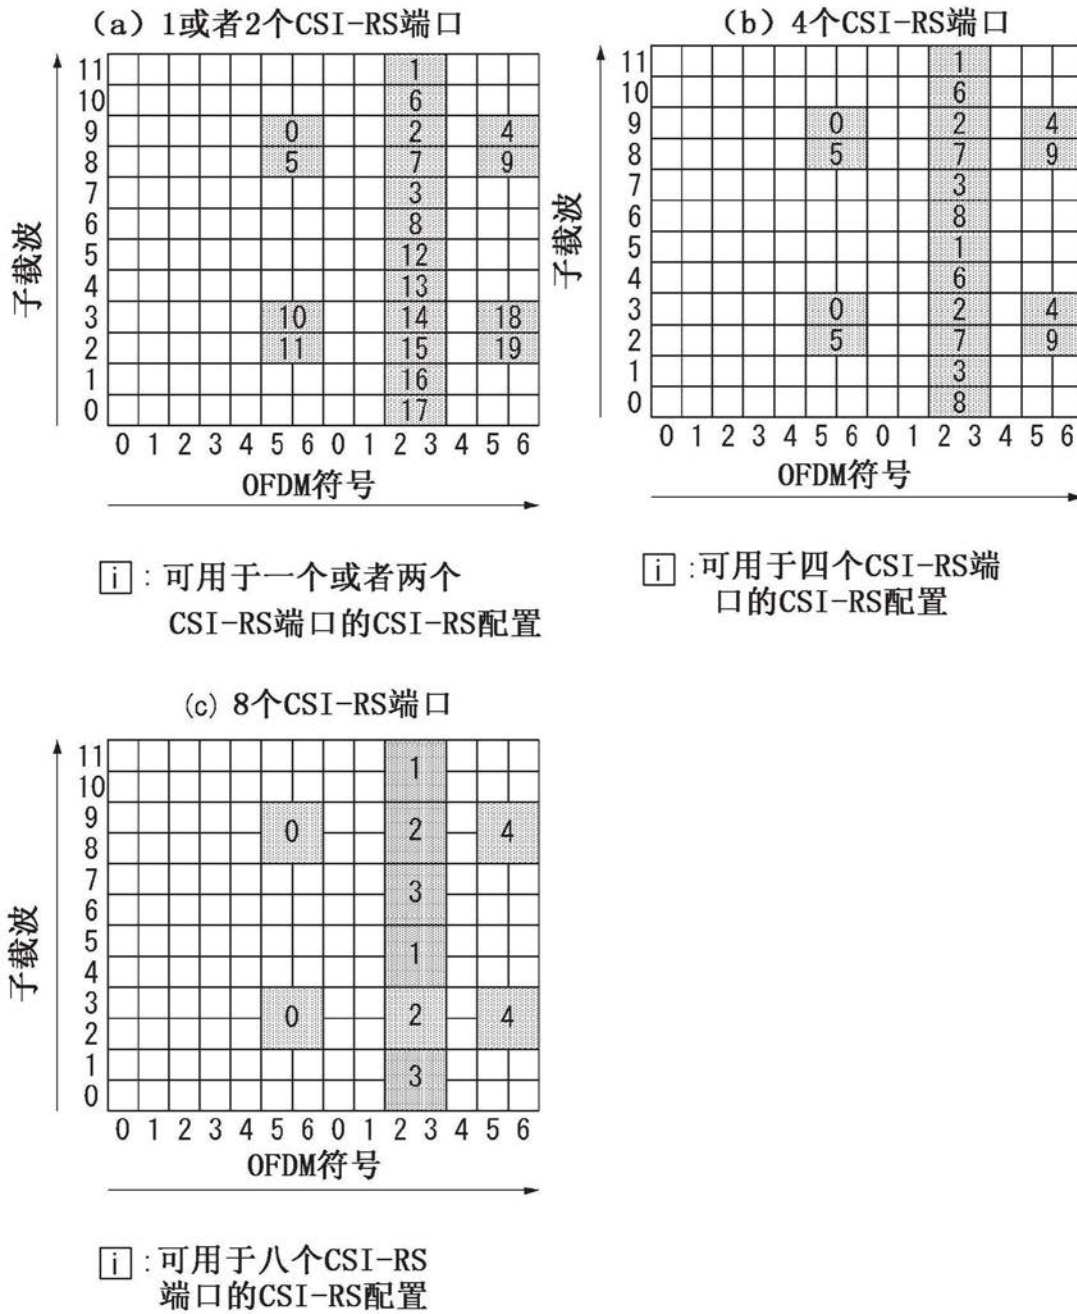 (a) 1或者2个CSI-RS端口
子载波
11 1
10 6
9 0 2 4
8 5 7 9
7 3
6 8
5 12
4 13
3 10 14 18
2 11 15 19
1 16
0 17
0 1 2 3 4 5 6 0 1 2 3 4 5 6
OFDM符号
i : 可用于一个或者两个
CSI-RS端口的CSI-RS配置
(b) 4个CSI-RS端口
子载波
11 1
10 6
9 0 2 4
8 5 7 9
7 3
6 8
5 1
4 6
3 0 2 4
2 5 7 9
1 3
0 8
0 1 2 3 4 5 6 0 1 2 3 4 5 6
OFDM符号
i :可用于四个CSI-RS端
口的CSI-RS配置
(c) 8个CSI-RS端口
子载波
11
1
10
9
0 2 4
8
7
3
6
5
1
4
3
0 2 4
2
1
3
0
0 1 2 3 4 5 6 0 1 2 3 4 5 6
OFDM符号
i :可用于八个CSI-RS
端口的CSI-RS配置